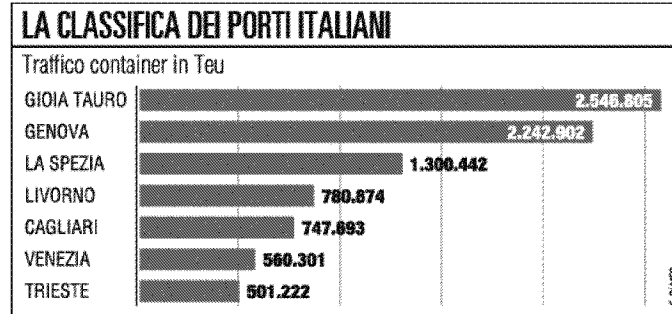 LA CLASSIFICA DEI PORTI ITALIANI
Traffico container in Teu
GIOIA TAURO 2.546.805
GENOVA 2.242.902
LA SPEZIA 1.300.442
LIVORNO 780.874
CAGLIARI 747.693
VENEZIA 560.301
TRIESTE 501.222